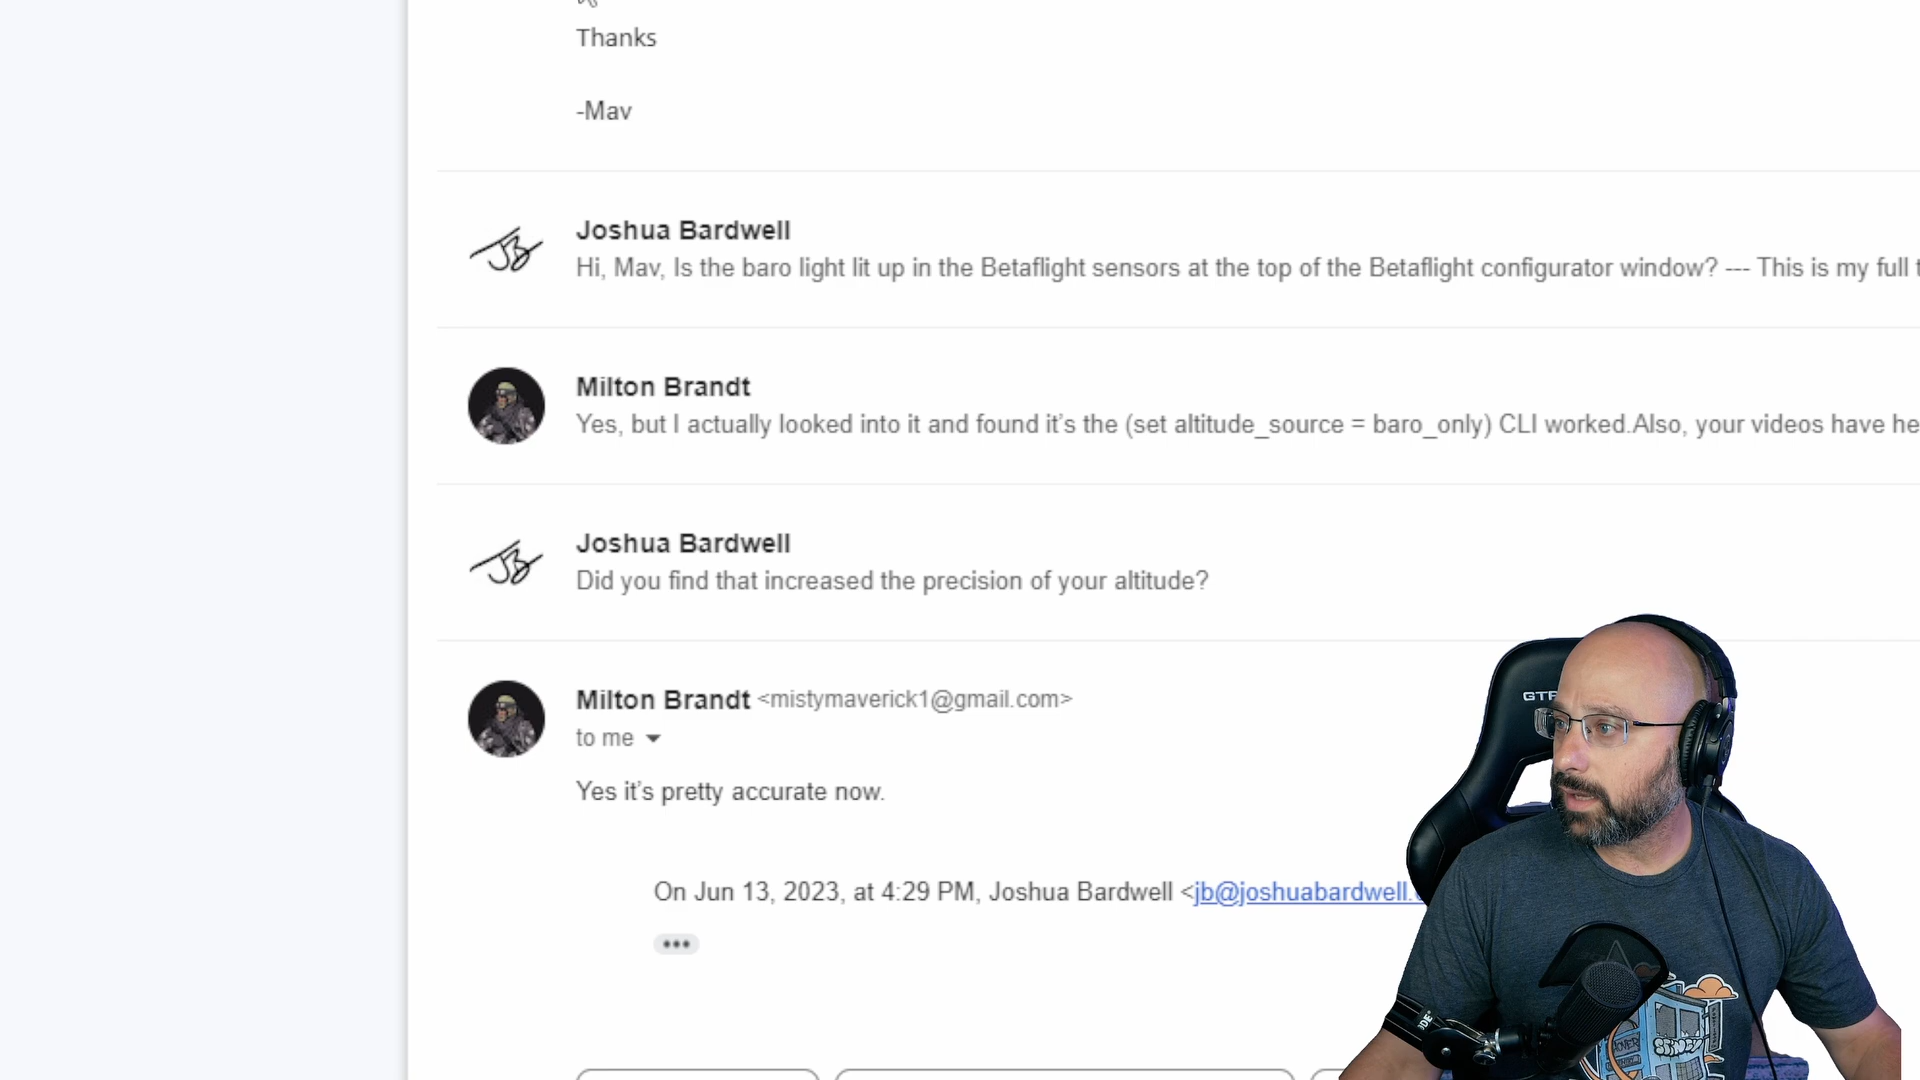 Thanks
-Mav
Joshua Bardwell
Hi, Mav, Is the baro light lit up in the Betaflight sensors at the top of the Betaflight configurator window? --- This is my full
Milton Brandt
Yes, but I actually looked into it and found it's the (set altitude_source = baro_only) CLI worked.Also, your videos have he
Joshua Bardwell
Did you find that increased the precision of your altitude?
Milton Brandt <mistymaverick1@gmail.com>
to me
Yes it's pretty accurate now.
On Jun 13, 2023, at 4:29 PM, Joshua Bardwell <jb@joshuabardwell.